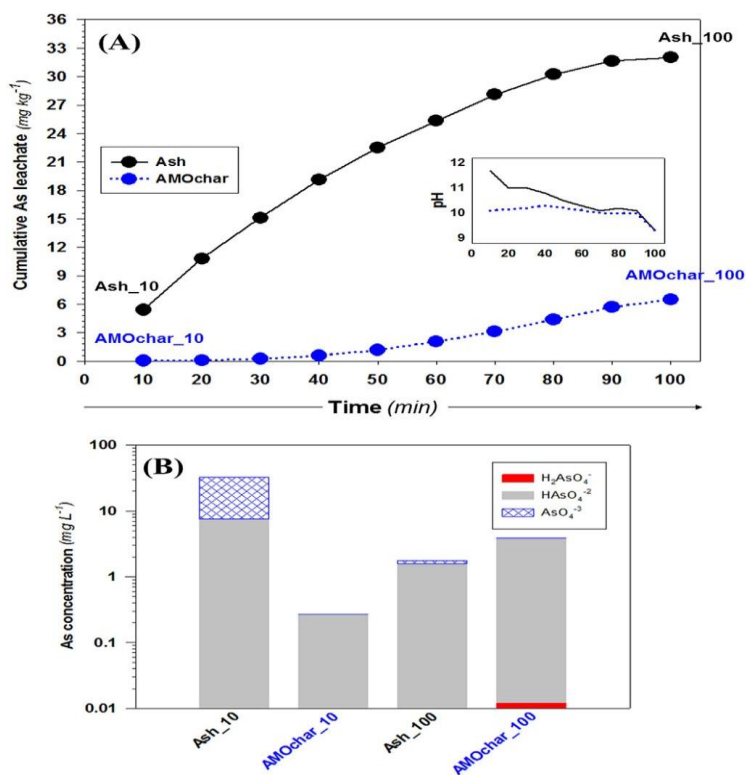 (A)
Ash_100
36
33
30
27
24
21
18
15
12
9
6
3
0
Cumulative As leachate (mg kg⁻¹)
Ash
AMOchar
12
11
10
9
pH
0 20 40 60 80 100
Ash_10
AMOchar_10
AMOchar_100
0 10 20 30 40 50 60 70 80 90 100
Time (min)
(B)
100
10
1
0.1
0.01
As concentration (mg L⁻¹)
H₂AsO₄⁻
HAsO₄⁻²
AsO₄⁻³
Ash_10
AMOchar_10
Ash_100
AMOchar_100